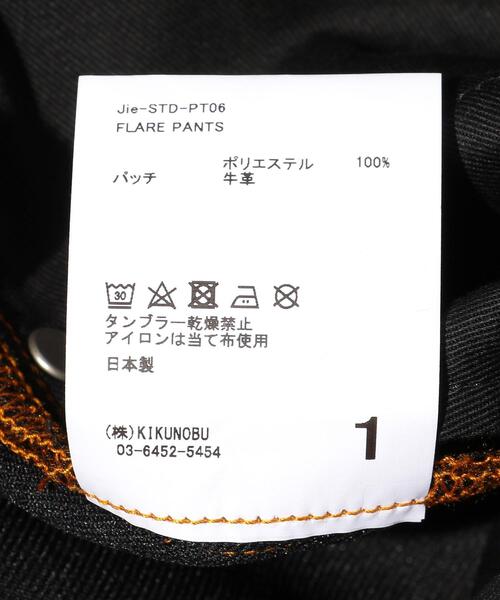 Jie-STD-PT06
FLARE PANTS
ポリエステル 100%
パッチ 牛革
30
タンブラー乾燥禁止
アイロンは当て布使用
日本製
(株)KIKUNOBU
03-6452-5454
1